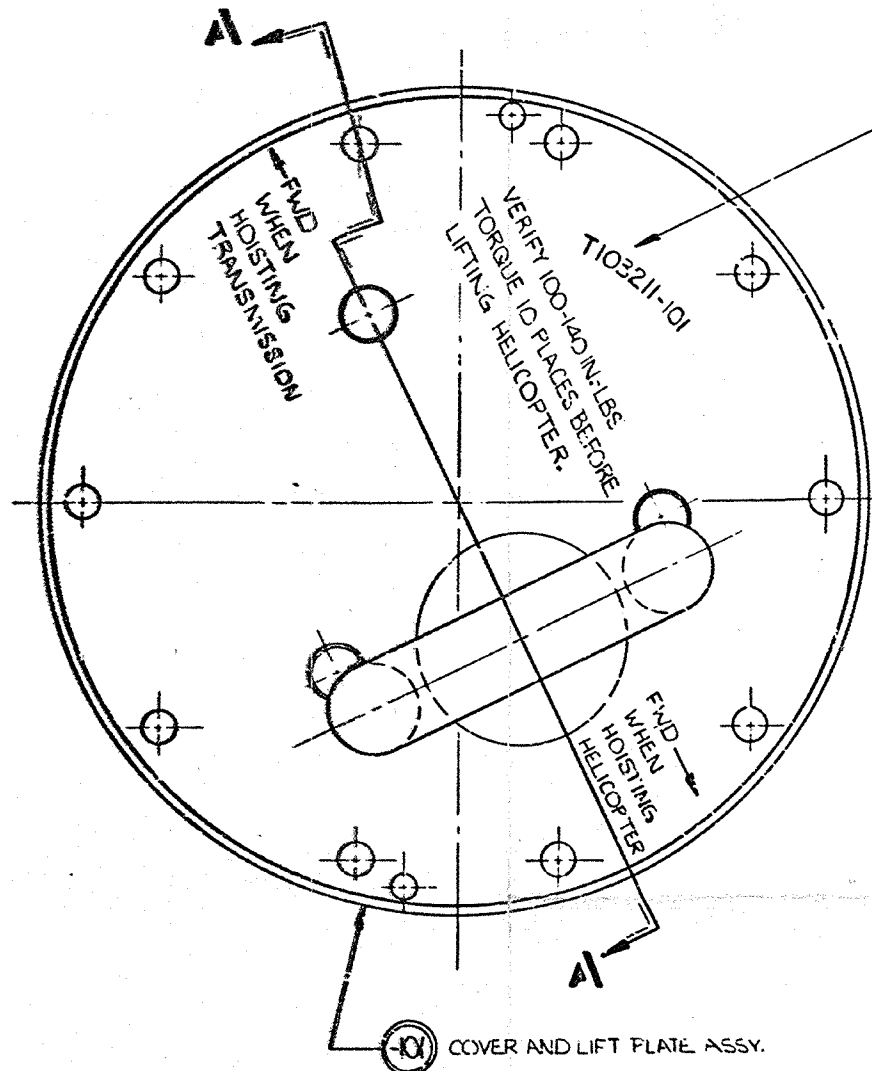 A
FWD
WHEN
HOISTING
TRANSMISSION
VERIFY 100-140 IN-LBS
TORQUE 10 PLACES BEFORE
LIFTING HELICOPTER.
T103211-101
FWD
WHEN
HOISTING
HELICOPTER
A
-101 COVER AND LIFT PLATE ASSY.